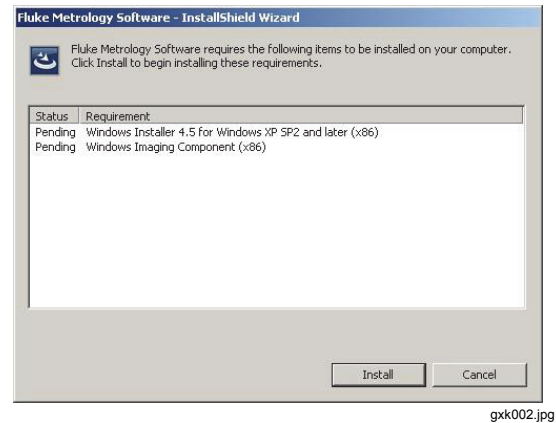 Fluke Metrology Software - InstallShield Wizard
Fluke Metrology Software requires the following items to be installed on your computer.
Click Install to begin installing these requirements.
Status Requirement
Pending Windows Installer 4.5 for Windows XP SP2 and later (x86)
Pending Windows Imaging Component (x86)
Install Cancel
gxk002.jpg